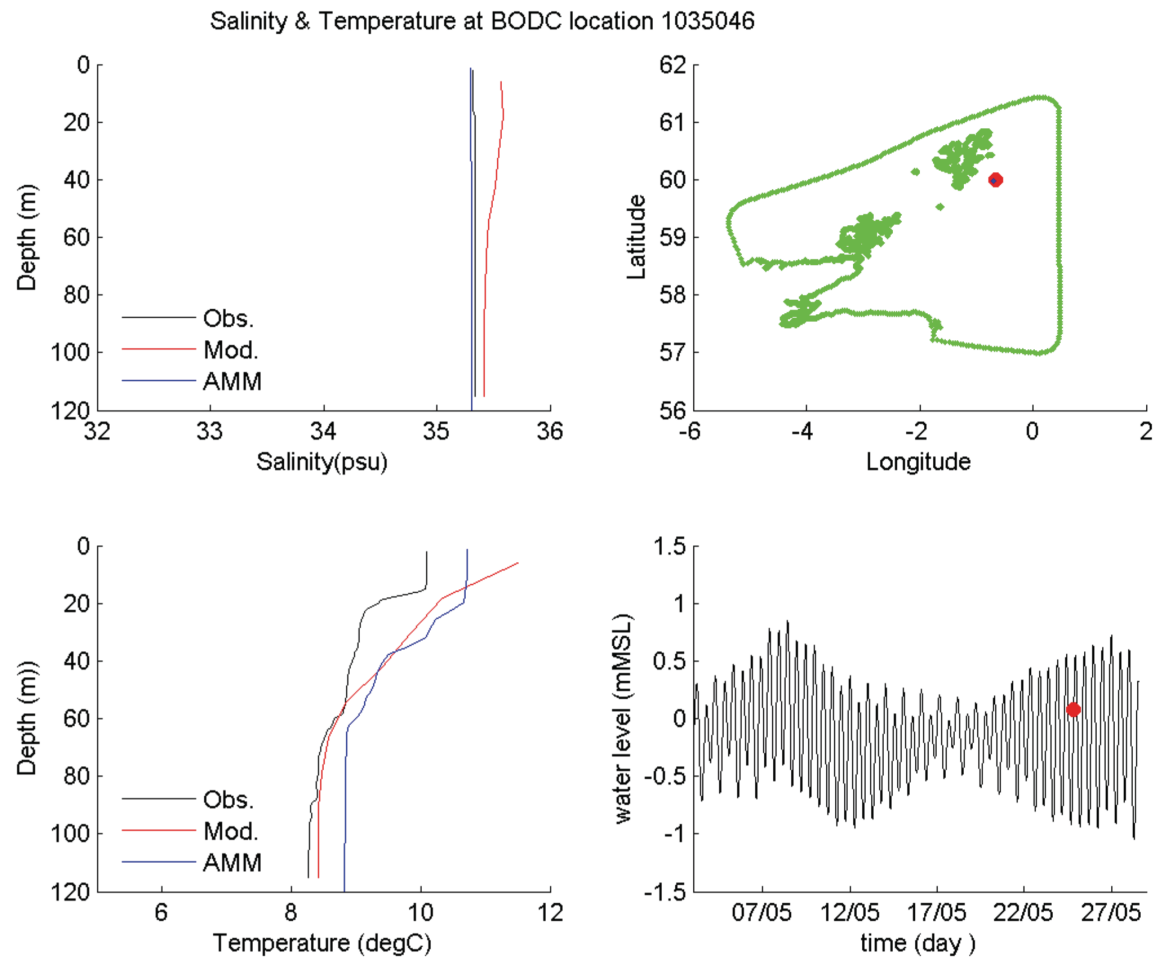 Salinity & Temperature at BODC location 1035046
0
20
40
60
80
100
120
Depth (m)
Obs.
Mod.
AMM
32 33 34 35 36
Salinity(psu)
62
61
60
59
58
57
56
Latitude
-6 -4 -2 0 2
Longitude
0
20
40
60
80
100
120
Depth (m))
Obs.
Mod.
AMM
6 8 10 12
Temperature (degC)
1.5
1
0.5
0
-0.5
-1
-1.5
water level (mMSL)
07/05 12/05 17/05 22/05 27/05
time (day )